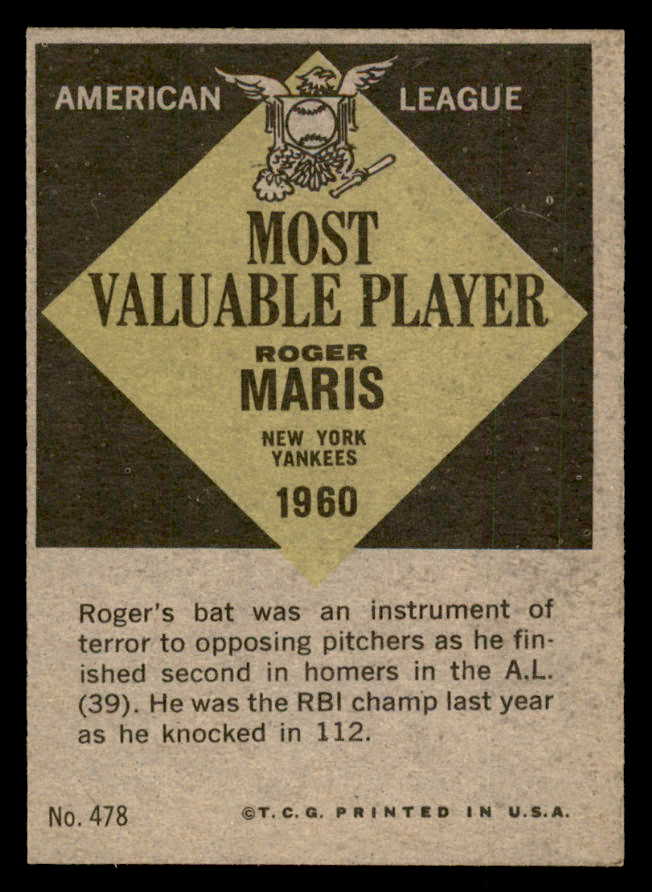 AMERICAN LEAGUE
MOST
VALUABLE PLAYER
ROGER
MARIS
NEW YORK
YANKEES
1960
Roger's bat was an instrument of
terror to opposing pitchers as he fin-
ished second in homers in the A.L.
(39). He was the RBI champ last year
as he knocked in 112.
No. 478 ©T.C.G. PRINTED IN U.S.A.